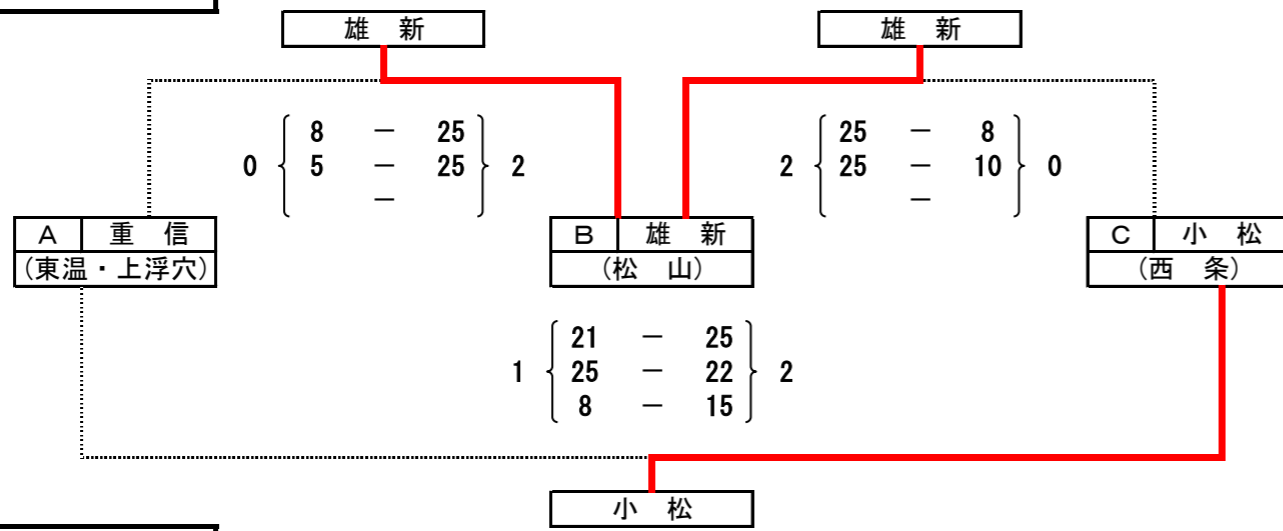 雄 新 雄 新
8 － 25 25 － 8
0 5 － 25 2 2 25 － 10 0
－ －
A 重 信 B 雄 新 C 小 松
(東温・上浮穴) (松 山) (西 条)
21 － 25
1 25 － 22 2
8 － 15
小 松